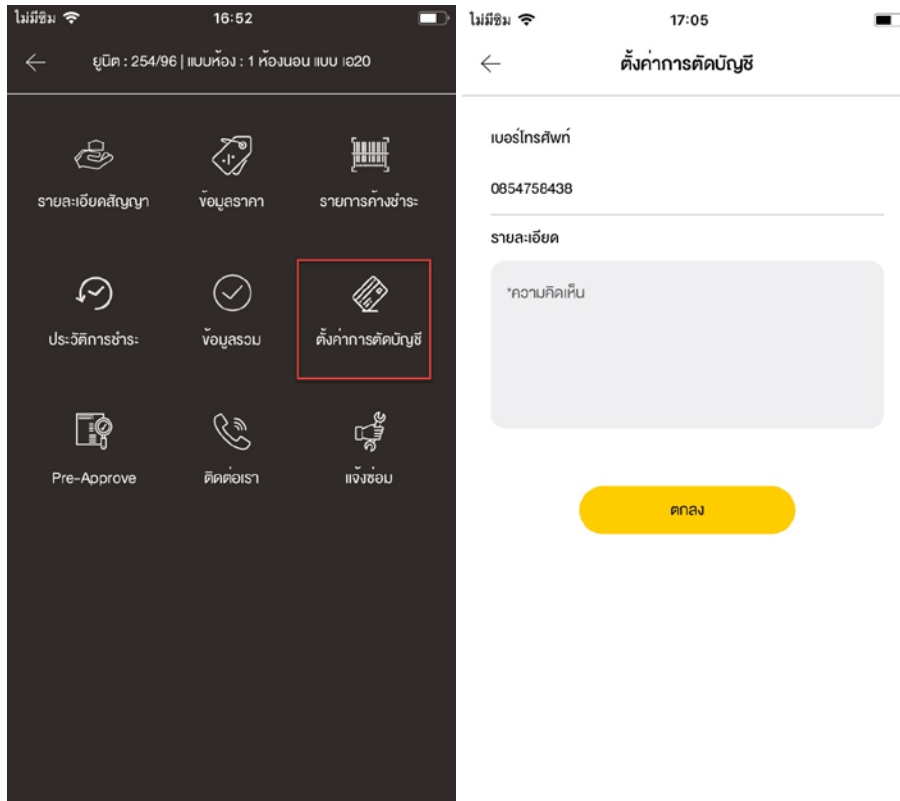 ไม่มีซิม
16:52
ยูนิต : 254/96 | แบบห้อง : 1 ห้องนอน แบบ เอ20
รายละเอียดสัญญา
ข้อมูลราคา
รายการค้างชำระ
ประวัติการชำระ
ข้อมูลรวม
ตั้งค่าการตัดบัญชี
Pre-Approve
ติดต่อเรา
แจ้งซ่อม
ไม่มีซิม
17:05
ตั้งค่าการตัดบัญชี
เบอร์โทรศัพท์
0854758438
รายละเอียด
*ความคิดเห็น
ตกลง